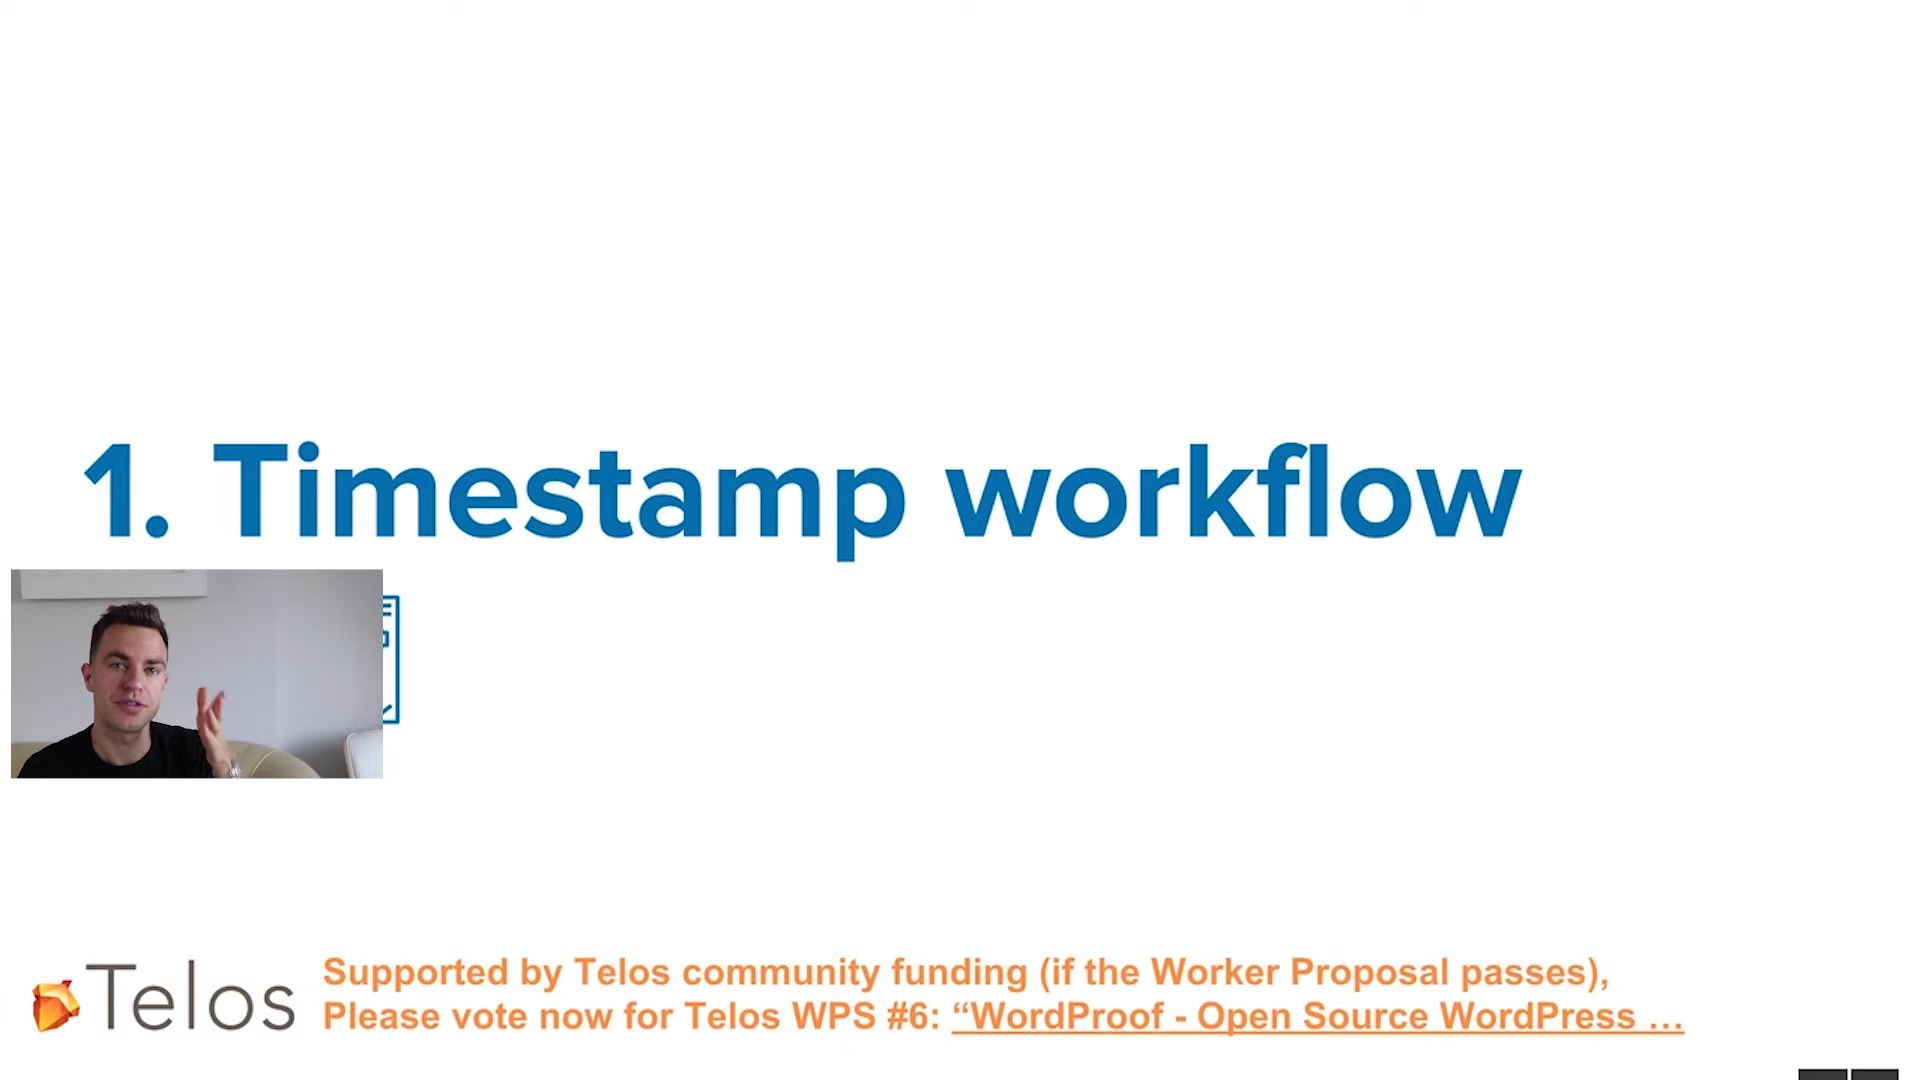 1. Timestamp workflow
Telos
Supported by Telos community funding (if the Worker Proposal passes),
Please vote now for Telos WPS #6: “WordProof - Open Source WordPress …